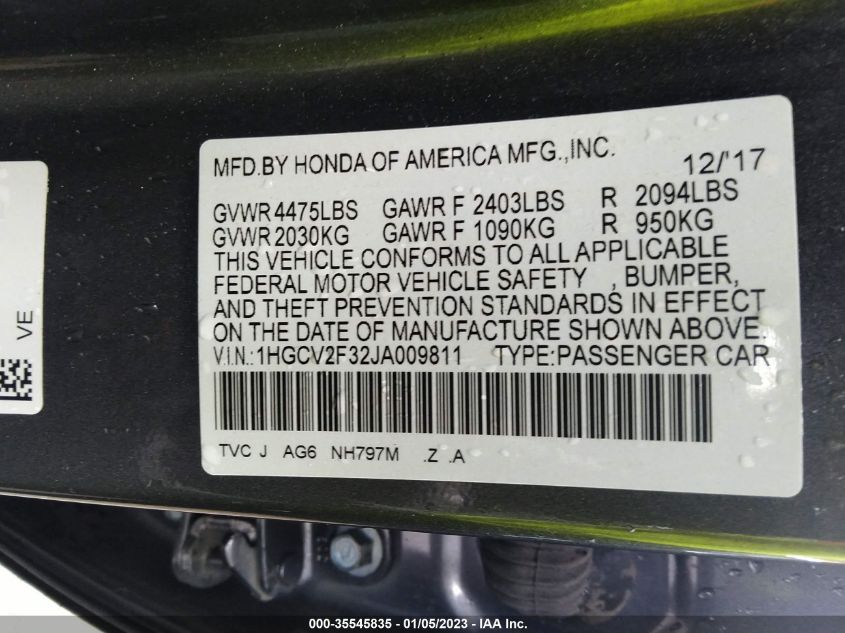 MFD.BY HONDA OF AMERICA MFG.,INC. 12/'17
GVWR 4475LBS GAWR F 2403LBS R 2094LBS
GVWR 2030KG GAWR F 1090KG R 950KG
THIS VEHICLE CONFORMS TO ALL APPLICABLE
FEDERAL MOTOR VEHICLE SAFETY , BUMPER,
AND THEFT PREVENTION STANDARDS IN EFFECT
ON THE DATE OF MANUFACTURE SHOWN ABOVE.
V.I.N.:1HGCV2F32JA009811 TYPE:PASSENGER CAR
TVC J AG6 NH797M .Z .A
VE
000-35545835 - 01/05/2023 - © IAA Inc.